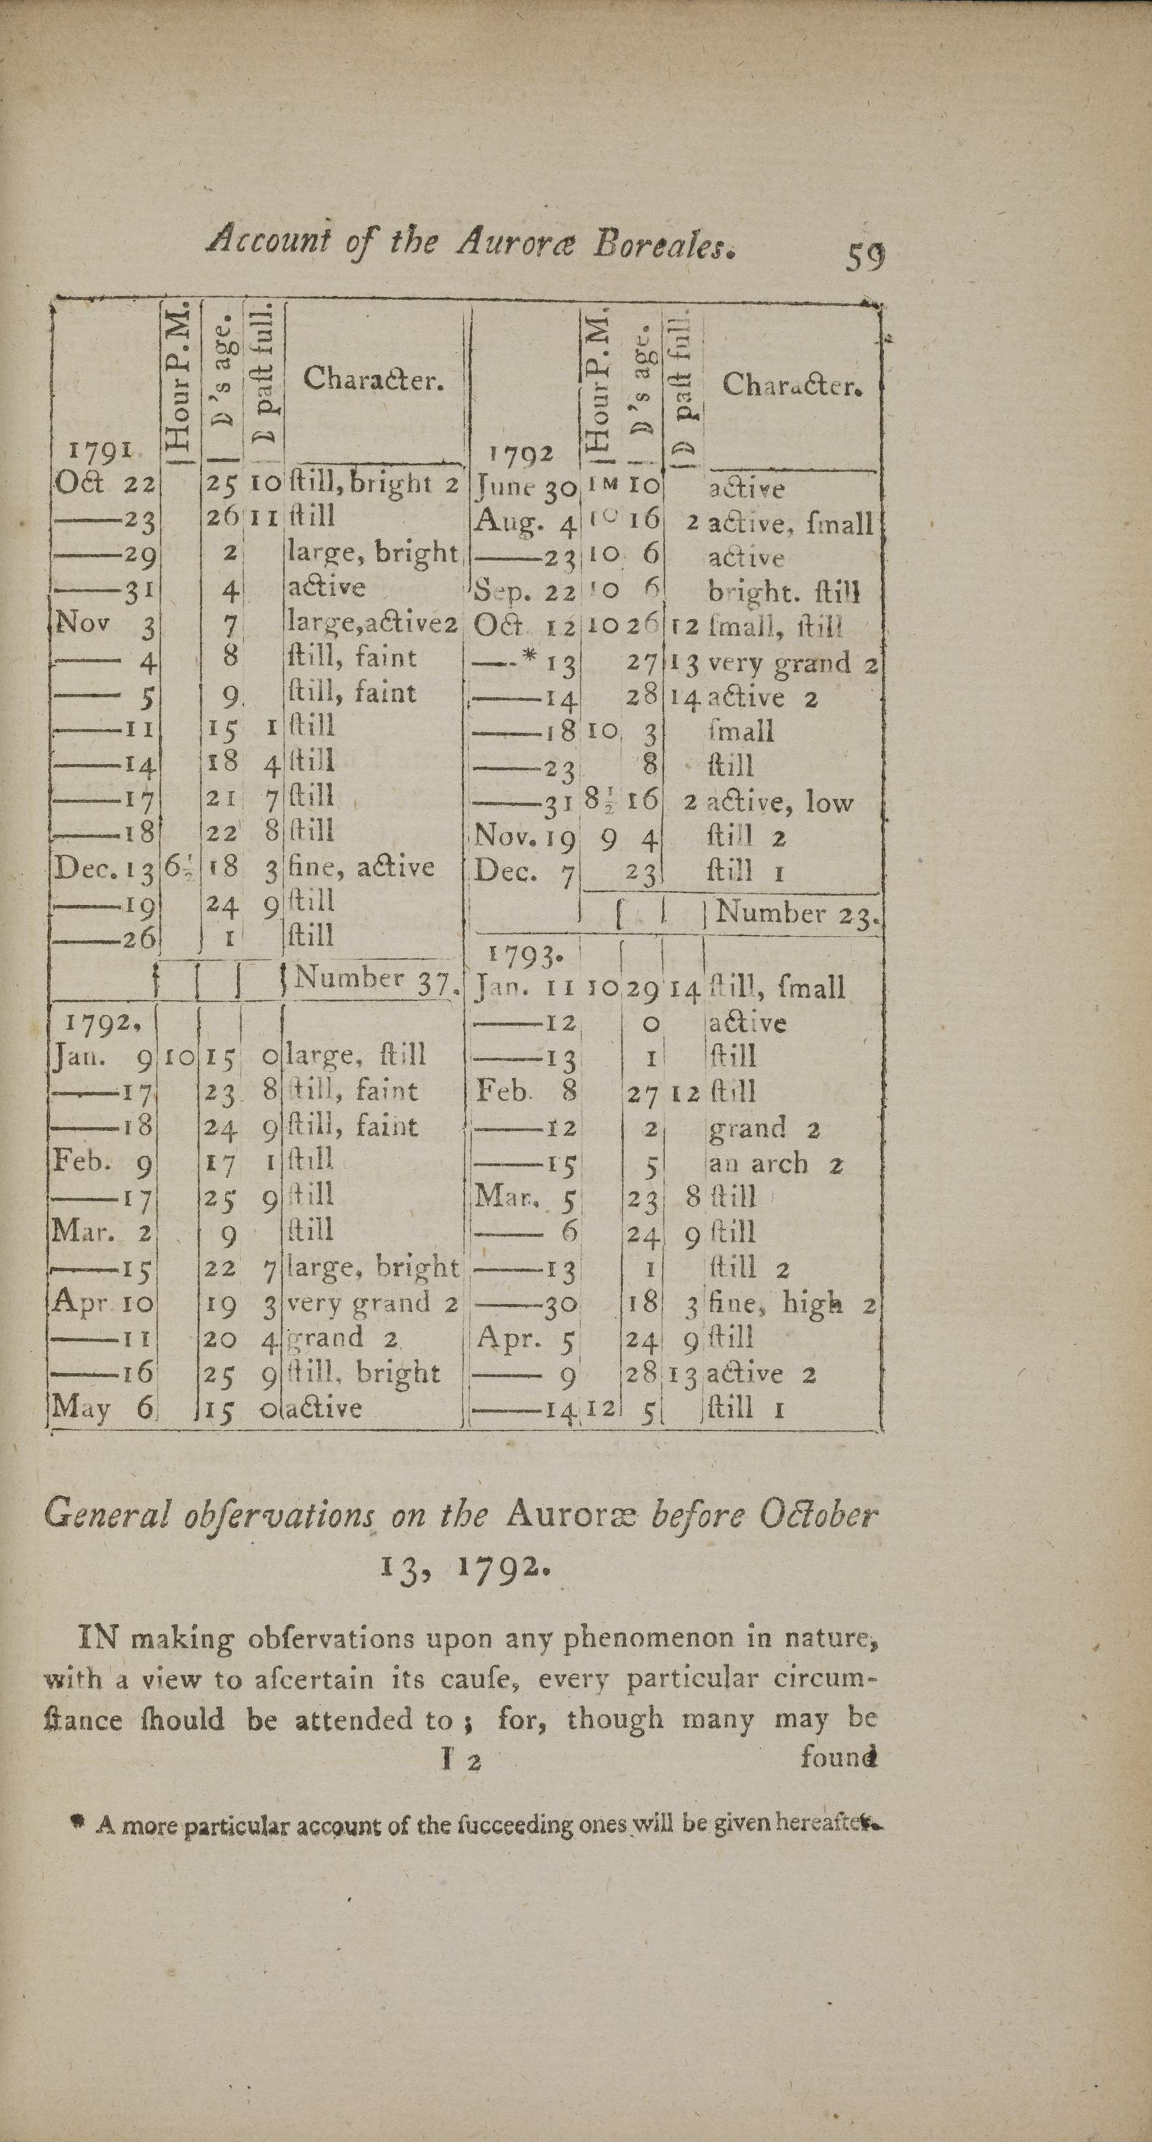 Account of the Auroræ Boreales. 59
1791. Hour P.M. D's age. D paſt full. Character.
Oct 22 25 10 ſtill, bright 2
——23 26 11 ſtill
——29 2 large, bright
——31 4 active
Nov 3 7 large, active 2
—— 4 8 ſtill, faint
—— 5 9 ſtill, faint
——11 15 1 ſtill
——14 18 4 ſtill
——17 21 7 ſtill
——18 22 8 ſtill
Dec. 13 6½ 18 3 fine, active
——19 24 9 ſtill
——26 1 ſtill
Number 37.
1792,
Jan. 9 10 15 0 large, ſtill
——17 23 8 ſtill, faint
——18 24 9 ſtill, faint
Feb. 9 17 1 ſtill
——17 25 9 ſtill
Mar. 2 9 ſtill
——15 22 7 large, bright
Apr 10 19 3 very grand 2
——11 20 4 grand 2
——16 25 9 ſtill, bright
May 6 15 0 active
1792 Hour P.M. D's age. D paſt full. Character.
June 30 1 M 10 active
Aug. 4 10 16 2 active, ſmall
——23 10 6 active
Sep. 22 10 6 bright. ſtill
Oct 12 10 26 12 ſmall, ſtill
——* 13 27 13 very grand 2
——14 28 14 active 2
——18 10 3 ſmall
——23 8 ſtill
——31 8½ 16 2 active, low
Nov. 19 9 4 ſtill 2
Dec. 7 23 ſtill 1
Number 23.
1793.
Jan. 11 10 29 14 ſtill, ſmall
——12 0 active
——13 1 ſtill
Feb. 8 27 12 ſtill
——12 2 grand 2
——15 5 an arch 2
Mar. 5 23 8 ſtill
—— 6 24 9 ſtill
——13 1 ſtill 2
——30 18 3 fine, high 2
Apr. 5 24 9 ſtill
—— 9 28 13 active 2
——14 12 5 ſtill 1
General obſervations on the Auroræ before October
13, 1792.
IN making obſervations upon any phenomenon in nature,
with a view to aſcertain its cauſe, every particular circum-
ſtance ſhould be attended to; for, though many may be
I 2 found
* A more particular account of the ſucceeding ones will be given hereafter.